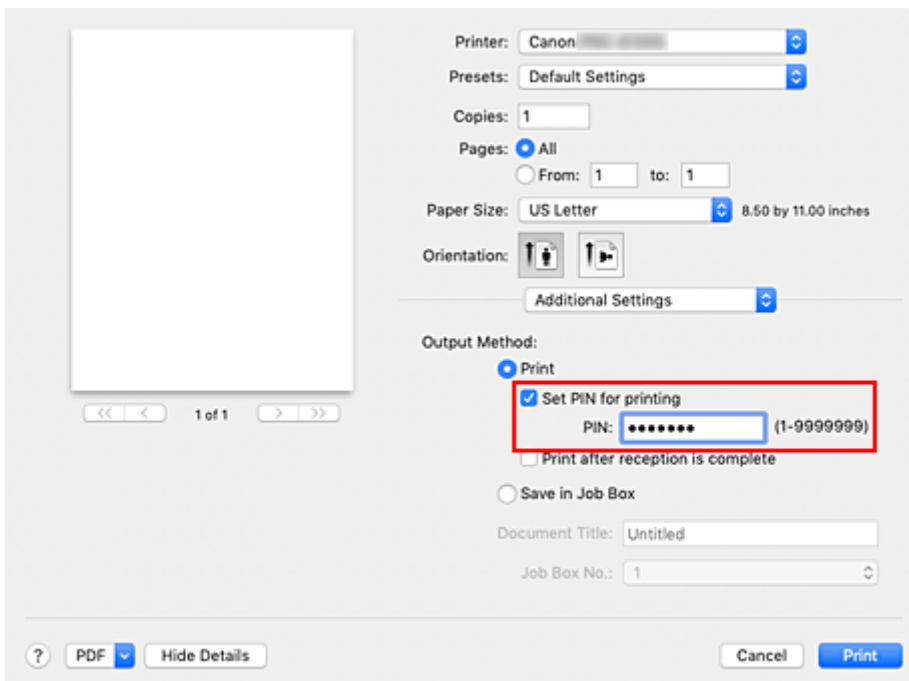 Printer: Canon
Presets: Default Settings
Copies: 1
Pages: All
From: 1 to: 1
Paper Size: US Letter 8.50 by 11.00 inches
Orientation:
Additional Settings
Output Method:
Print
Set PIN for printing
PIN: ••••••• (1-9999999)
Print after reception is complete
Save in Job Box
Document Title: Untitled
Job Box No.: 1
<< < 1 of 1 > >>
? PDF Hide Details Cancel Print